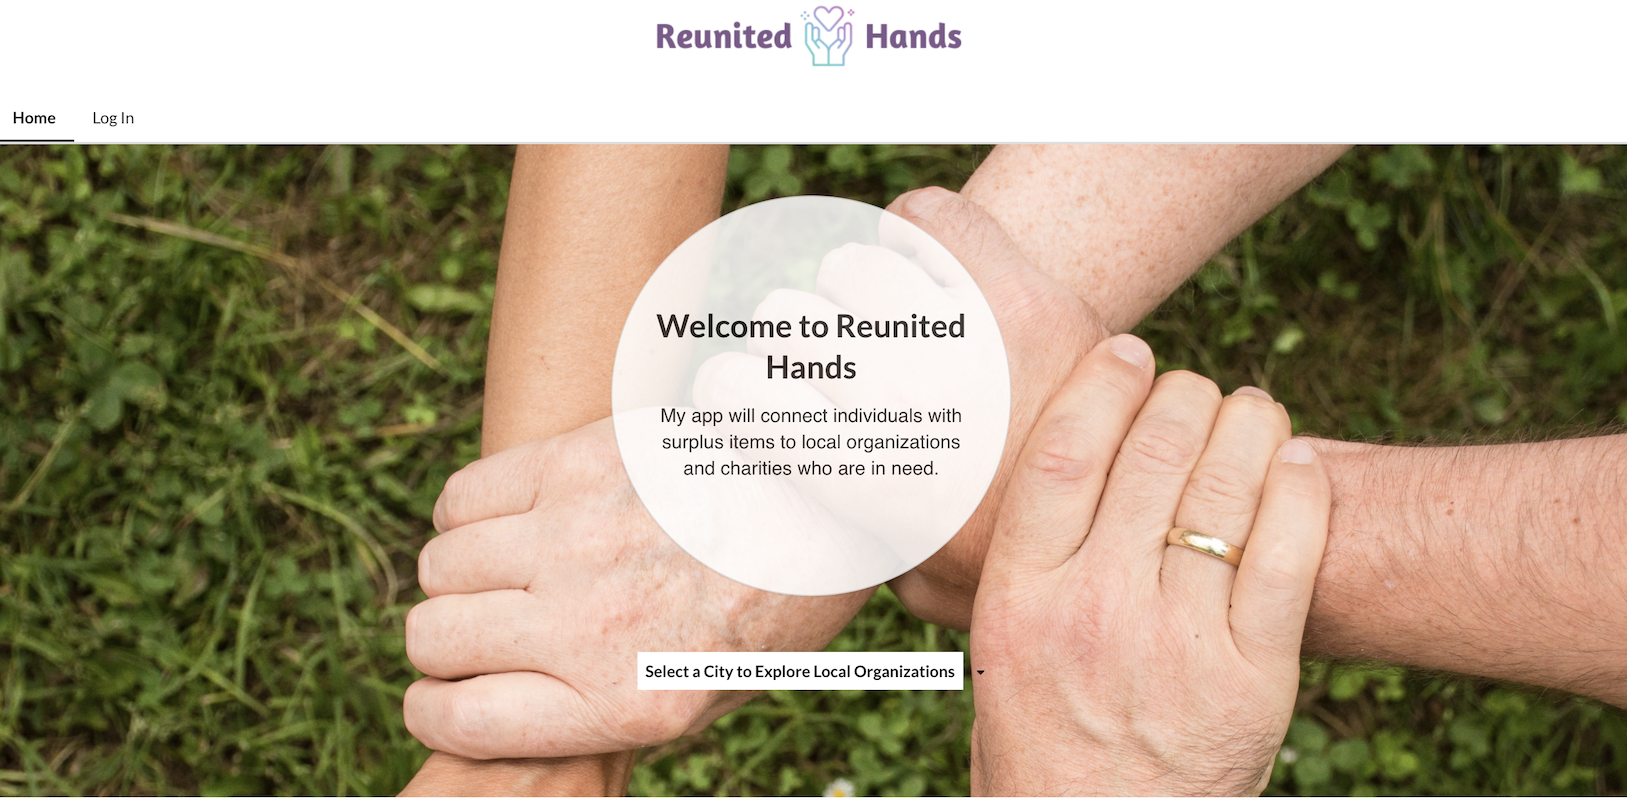 Reunited Hands
Home Log In
Welcome to Reunited
Hands
My app will connect individuals with
surplus items to local organizations
and charities who are in need.
Select a City to Explore Local Organizations